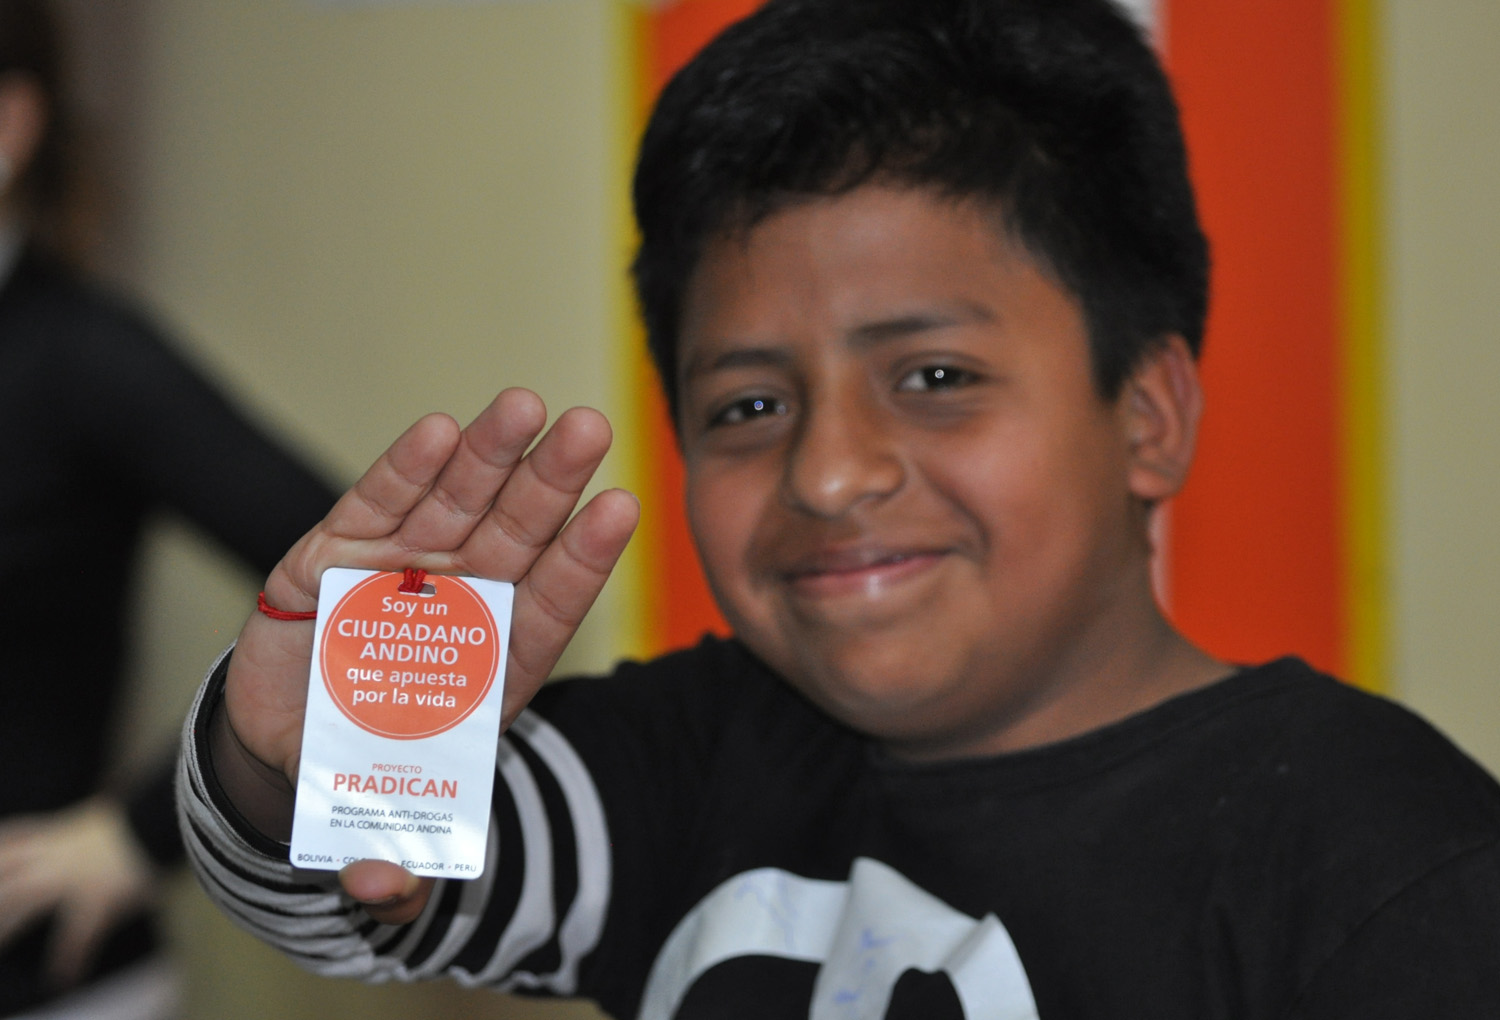 Soy un
CIUDADANO
ANDINO
que apuesta
por la vida
PROYECTO
PRADICAN
PROGRAMA ANTI-DROGAS
EN LA COMUNIDAD ANDINA
BOLIVIA - ECUADOR - PERU